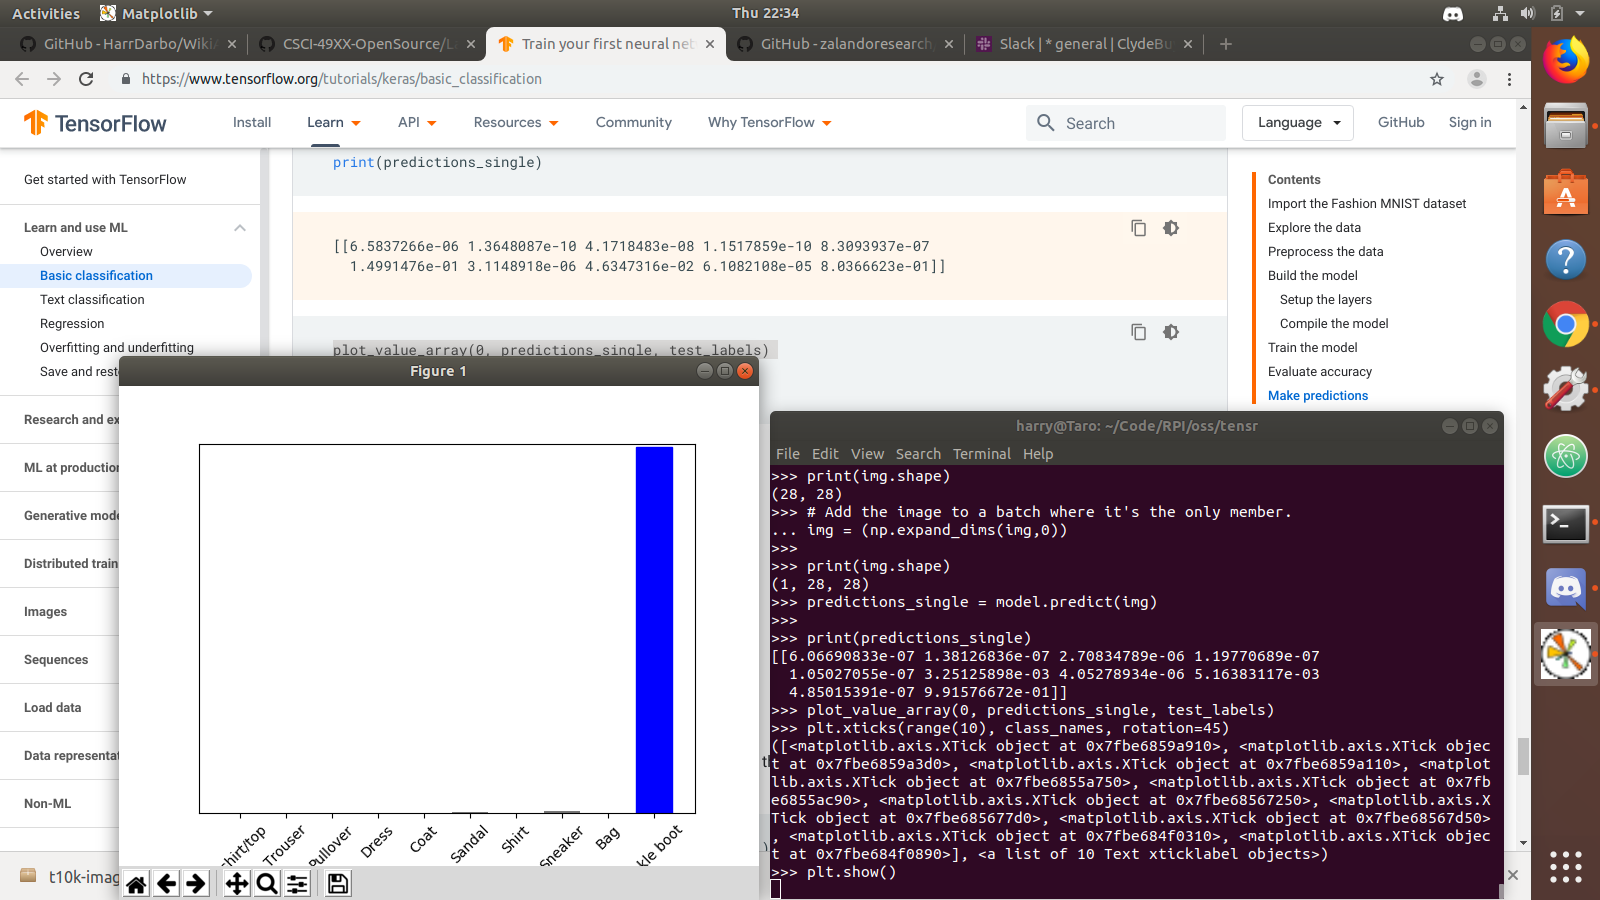 Activities
Matplotlib
Thu 22:34
GitHub - HarrDarbo/Wiki
CSCI-49XX-OpenSource/L
Train your first neural ne
GitHub - zalandoresearch
Slack | * general | ClydeBu
https://www.tensorflow.org/tutorials/keras/basic_classification
TensorFlow
Install
Learn
API
Resources
Community
Why TensorFlow
Search
Language
GitHub
Sign in
Get started with TensorFlow
Learn and use ML
Overview
Basic classification
Text classification
Regression
Overfitting and underfitting
Save and rest
Research and ex
ML at production
Generative mode
Distributed train
Images
Sequences
Load data
Data representat
Non-ML
print(predictions_single)
[[6.5837266e-06 1.3648087e-10 4.1718483e-08 1.1517859e-10 8.3093937e-07
1.4991476e-01 3.1148918e-06 4.6347316e-02 6.1082108e-05 8.0366623e-01]]
plot_value_array(0, predictions_single, test_labels)
Contents
Import the Fashion MNIST dataset
Explore the data
Preprocess the data
Build the model
Setup the layers
Compile the model
Train the model
Evaluate accuracy
Make predictions
Figure 1
shirt/top
Trouser
Pullover
Dress
Coat
Sandal
Shirt
Sneaker
Bag
kle boot
t10k-imag
harry@Taro: ~/Code/RPI/oss/tensr
File Edit View Search Terminal Help
>>> print(img.shape)
(28, 28)
>>> # Add the image to a batch where it's the only member.
... img = (np.expand_dims(img,0))
>>>
>>> print(img.shape)
(1, 28, 28)
>>> predictions_single = model.predict(img)
>>>
>>> print(predictions_single)
[[6.06690833e-07 1.38126836e-07 2.70834789e-06 1.19770689e-07
1.05027055e-07 3.25125898e-03 4.05278934e-06 5.16383117e-03
4.85015391e-07 9.91576672e-01]]
>>> plot_value_array(0, predictions_single, test_labels)
>>> plt.xticks(range(10), class_names, rotation=45)
([<matplotlib.axis.XTick object at 0x7fbe6859a910>, <matplotlib.axis.XTick objec
t at 0x7fbe6859a3d0>, <matplotlib.axis.XTick object at 0x7fbe6859a110>, <matplot
lib.axis.XTick object at 0x7fbe6855a750>, <matplotlib.axis.XTick object at 0x7fb
e6855ac90>, <matplotlib.axis.XTick object at 0x7fbe68567250>, <matplotlib.axis.X
Tick object at 0x7fbe685677d0>, <matplotlib.axis.XTick object at 0x7fbe68567d50>
, <matplotlib.axis.XTick object at 0x7fbe684f0310>, <matplotlib.axis.XTick objec
t at 0x7fbe684f0890>], <a list of 10 Text xticklabel objects>)
>>> plt.show()